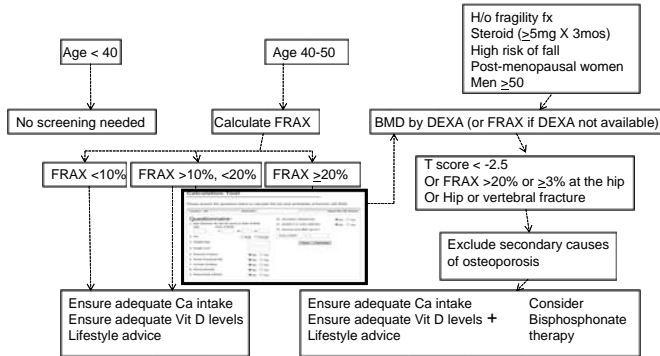 H/o fragility fx
Steroid (≥5mg X 3mos)
High risk of fall
Post-menopausal women
Men ≥50
Age < 40
Age 40-50
No screening needed
Calculate FRAX
BMD by DEXA (or FRAX if DEXA not available)
FRAX <10%
FRAX >10%, <20%
FRAX ≥20%
T score < -2.5
Or FRAX >20% or ≥3% at the hip
Or Hip or vertebral fracture
Calculation Tool
Questionnaire:
Exclude secondary causes
of osteoporosis
Ensure adequate Ca intake
Ensure adequate Vit D levels
Lifestyle advice
Ensure adequate Ca intake
Ensure adequate Vit D levels +
Lifestyle advice
Consider
Bisphosphonate
therapy